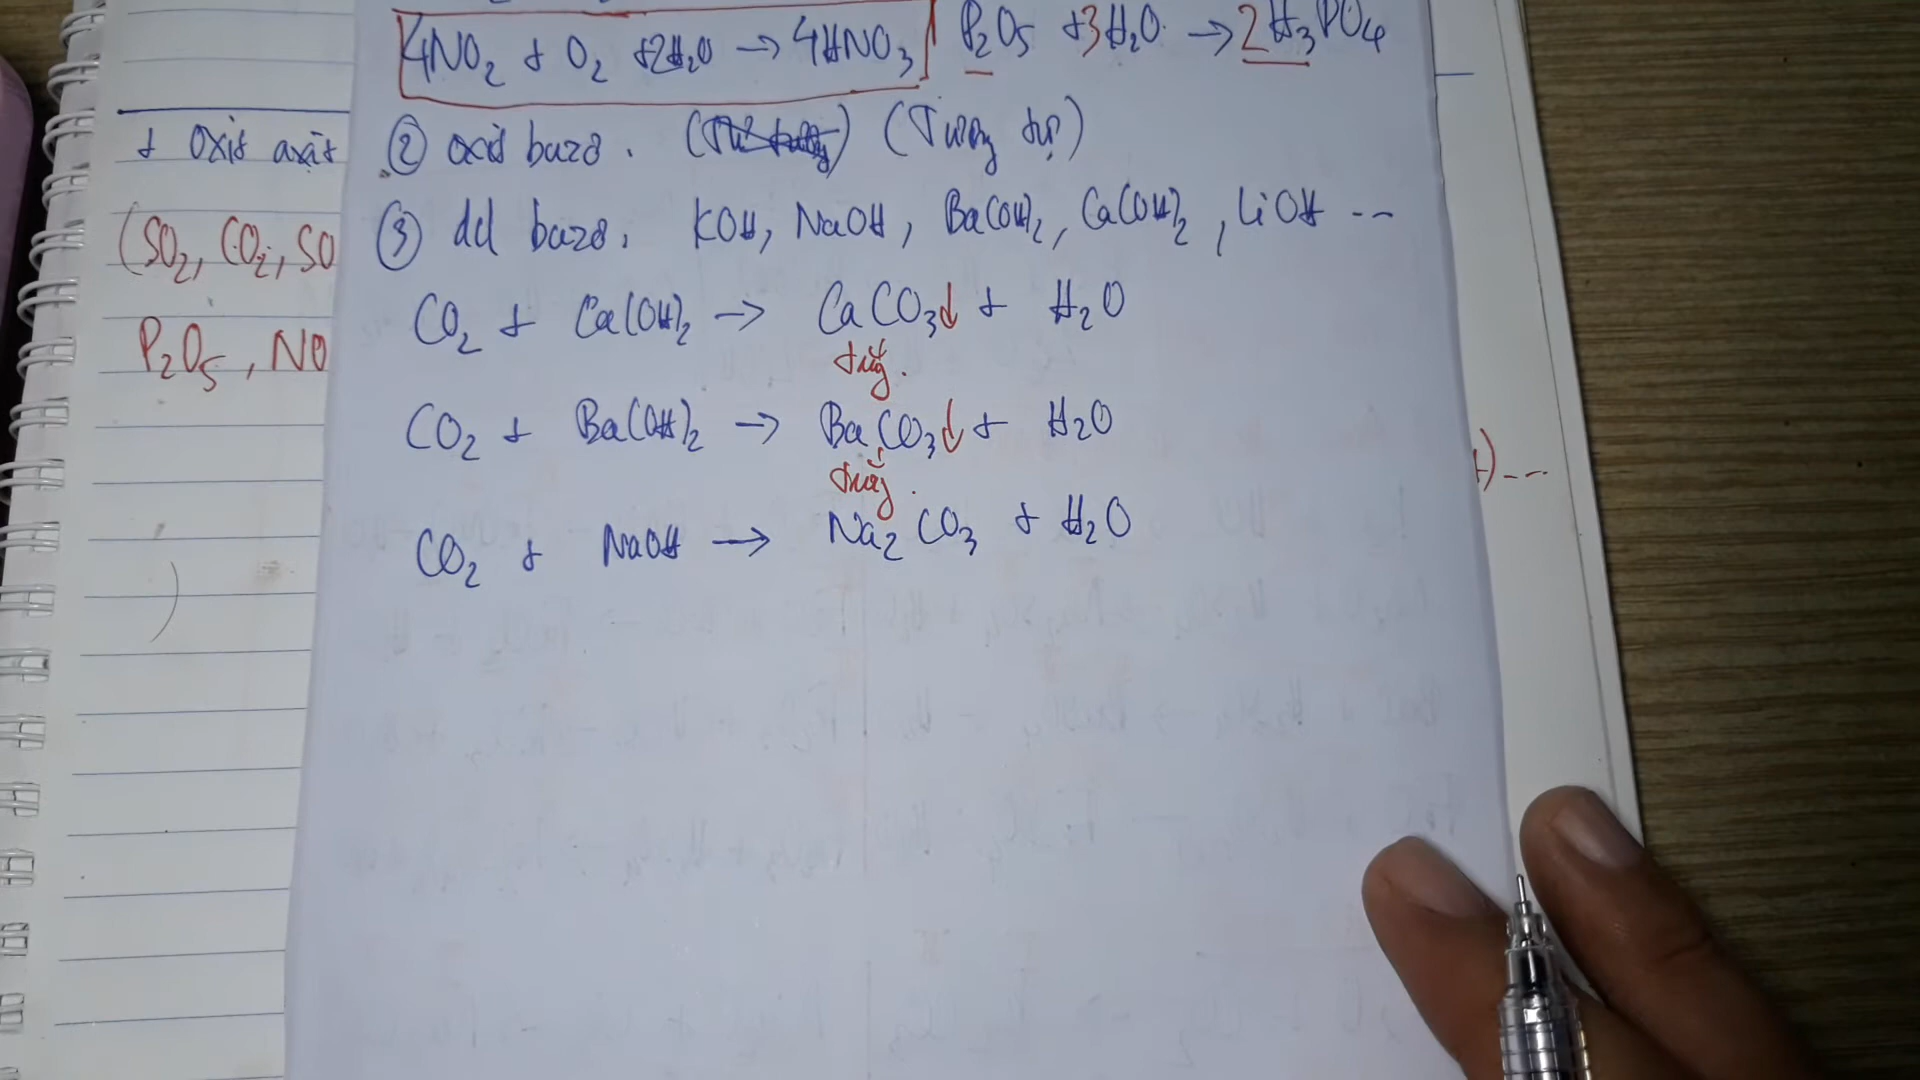 4NO2 + O2 + 2H2O → 4HNO3 P2O5 + 3H2O → 2H3PO4
+ Oxit axit
② oxit bazơ. (Tương tự)
(SO2, CO2, SO
③ dd bazơ. KOH, NaOH, Ba(OH)2, Ca(OH)2, LiOH ---
P2O5, NO
CO2 + Ca(OH)2 → CaCO3↓ + H2O
trắng.
CO2 + Ba(OH)2 → BaCO3↓ + H2O
trắng.
)---
CO2 + NaOH → Na2CO3 + H2O
)